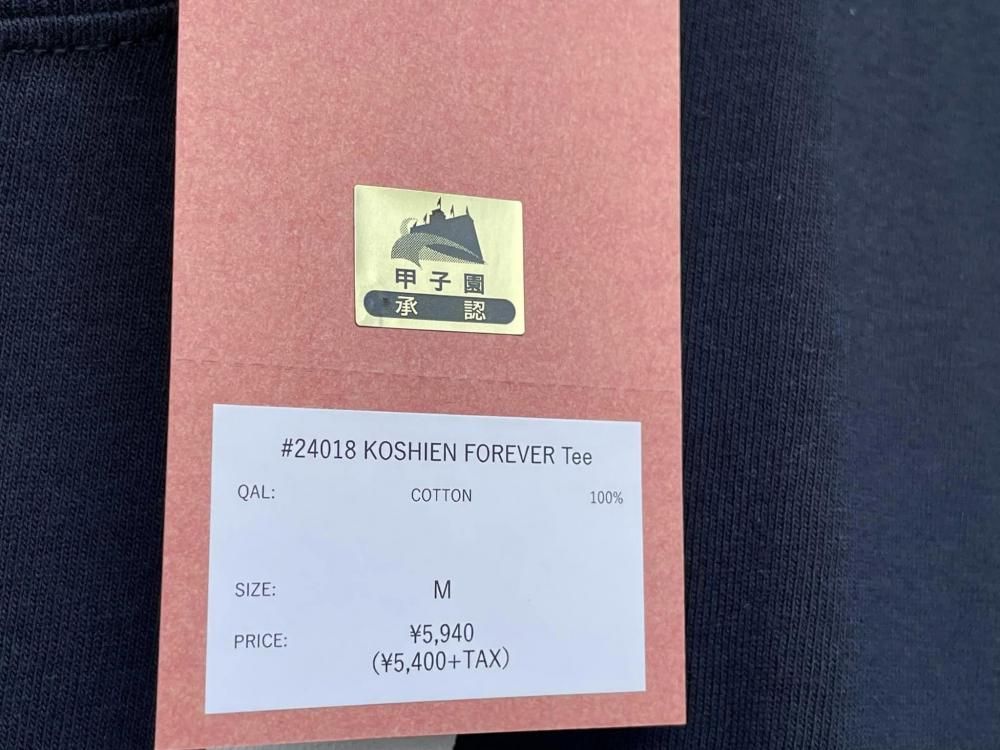 甲子園
承認
#24018 KOSHIEN FOREVER Tee
QAL: COTTON 100%
SIZE: M
PRICE: ¥5,940
(¥5,400+TAX)